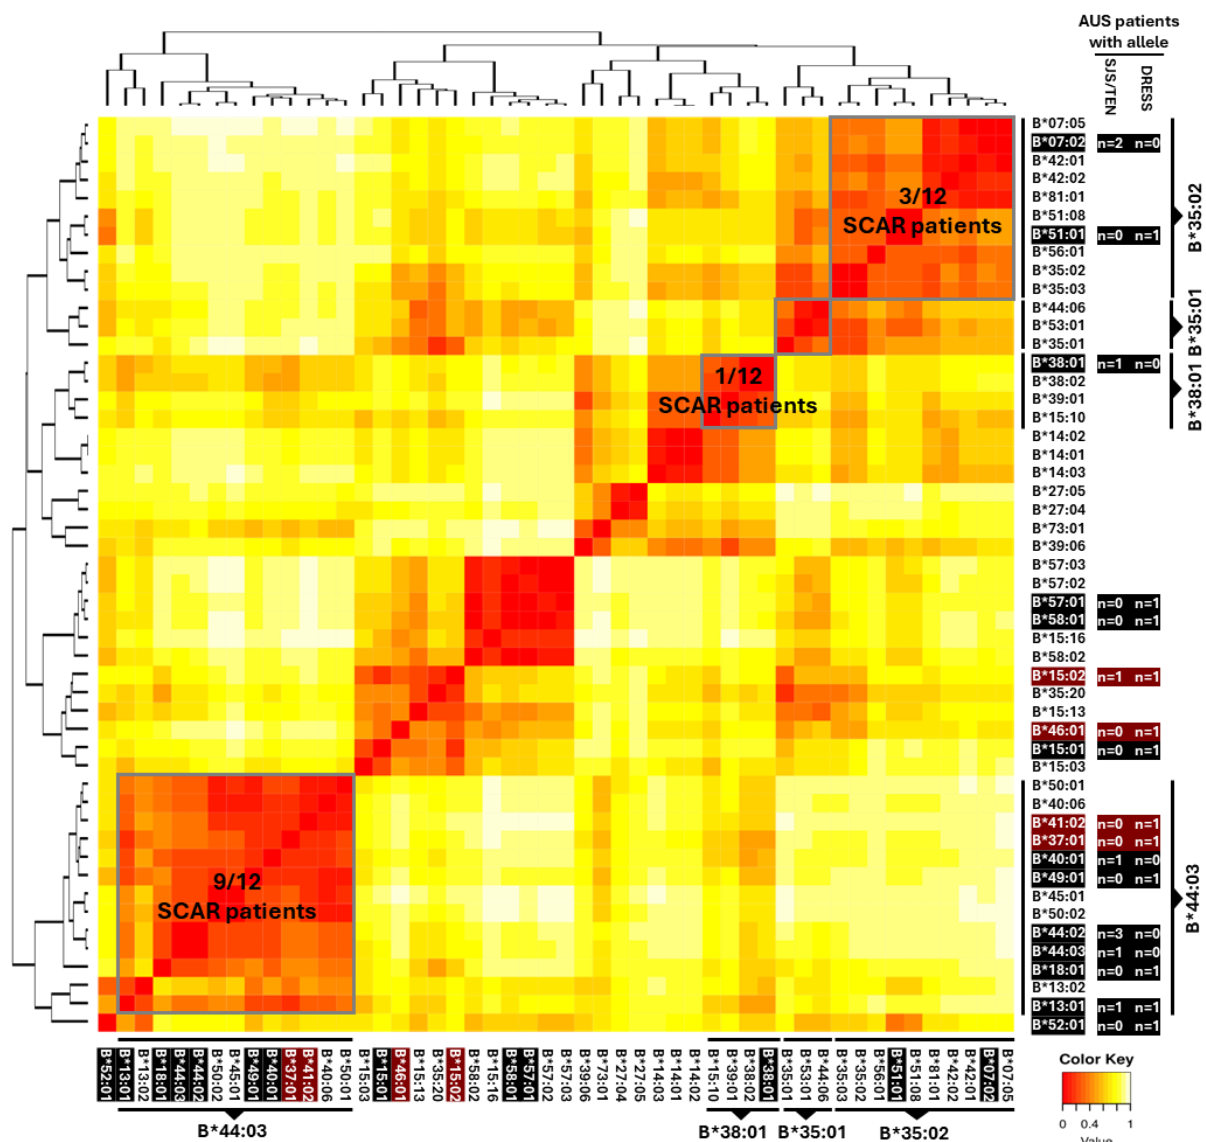 AUS patients
with allele
SJS/TEN
DRESS
B*07:05
B*07:02 n=2 n=0
B*42:01
B*42:02
B*81:01
B*51:08
B*51:01 n=0 n=1
B*56:01
B*35:02
B*35:03
B*44:06
B*53:01
B*35:01
B*38:01 n=1 n=0
B*38:02
B*39:01
B*15:10
B*14:02
B*14:01
B*14:03
B*27:05
B*27:04
B*73:01
B*39:06
B*57:03
B*57:02
B*57:01 n=0 n=1
B*58:01 n=0 n=1
B*15:16
B*58:02
B*15:02 n=1 n=1
B*35:20
B*15:13
B*46:01 n=0 n=1
B*15:01 n=0 n=1
B*15:03
B*50:01
B*40:06
B*41:02 n=0 n=1
B*37:01 n=0 n=1
B*40:01 n=1 n=0
B*49:01 n=0 n=1
B*45:01
B*50:02
B*44:02 n=3 n=0
B*44:03 n=1 n=0
B*18:01 n=0 n=1
B*13:02
B*13:01 n=1 n=1
B*52:01 n=0 n=1
B*35:02
B*35:01
B*38:01
B*44:03
3/12
SCAR patients
1/12
SCAR patients
9/12
SCAR patients
B*52:01
B*13:01
B*13:02
B*18:01
B*44:03
B*44:02
B*50:02
B*45:01
B*49:01
B*40:01
B*37:01
B*41:02
B*40:06
B*50:01
B*15:03
B*15:01
B*46:01
B*15:13
B*35:20
B*15:02
B*58:02
B*15:16
B*58:01
B*57:01
B*57:02
B*57:03
B*39:06
B*73:01
B*27:04
B*27:05
B*14:03
B*14:01
B*14:02
B*15:10
B*39:01
B*38:02
B*38:01
B*35:01
B*53:01
B*44:06
B*35:03
B*35:02
B*56:01
B*51:01
B*51:08
B*81:01
B*42:02
B*42:01
B*07:02
B*07:05
B*44:03
B*38:01
B*35:01
B*35:02
Color Key
0 0.4 1
Value